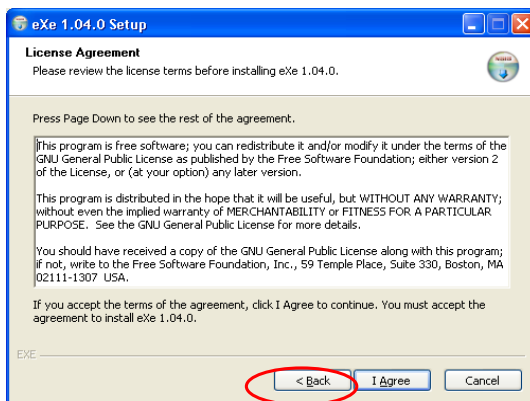 eXe 1.04.0 Setup
License Agreement
Please review the license terms before installing eXe 1.04.0.
Press Page Down to see the rest of the agreement.
This program is free software; you can redistribute it and/or modify it under the terms of the
GNU General Public License as published by the Free Software Foundation; either version 2
of the License, or (at your option) any later version.
This program is distributed in the hope that it will be useful, but WITHOUT ANY WARRANTY;
without even the implied warranty of MERCHANTABILITY or FITNESS FOR A PARTICULAR
PURPOSE.  See the GNU General Public License for more details.
You should have received a copy of the GNU General Public License along with this program;
if not, write to the Free Software Foundation, Inc., 59 Temple Place, Suite 330, Boston, MA
02111-1307  USA.
If you accept the terms of the agreement, click I Agree to continue. You must accept the
agreement to install eXe 1.04.0.
EXE
< Back I Agree Cancel